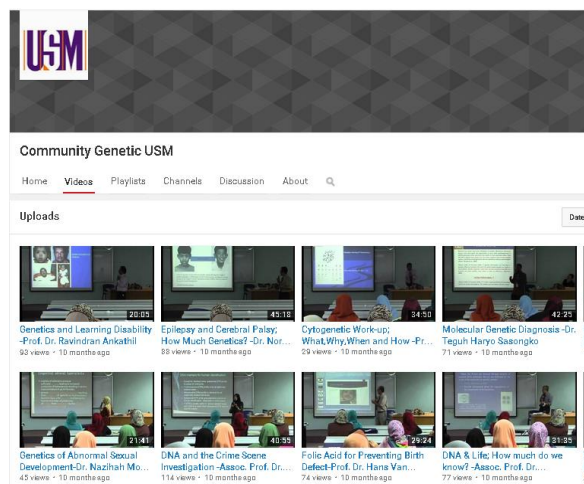 USM
Community Genetic USM
Home Videos Playlists Channels Discussion About
Uploads
Date
20:05 45:18 34:50 42:25
Genetics and Learning Disability Epilepsy and Cerebral Palsy; Cytogenetic Work-up; Molecular Genetic Diagnosis -Dr.
-Prof. Dr. Ravindran Ankathil How Much Genetics? -Dr. Nor... What,Why,When and How -Pr... Teguh Haryo Sasongko
93 views • 10 months ago views • 10 months ago 29 views • 10 months ago 71 views • 10 months ago
21:41 40:55 29:24 31:35
Genetics of Abnormal Sexual DNA and the Crime Scene Folic Acid for Preventing Birth DNA & Life; How much do we
Development-Dr. Nazihah Mo... Investigation -Assoc. Prof. Dr.... Defect-Prof. Dr. Hans Van... know? -Assoc. Prof. Dr....
45 views • 10 months ago 114 views • 10 months ago 74 views • 10 months ago 77 views • 10 months ago